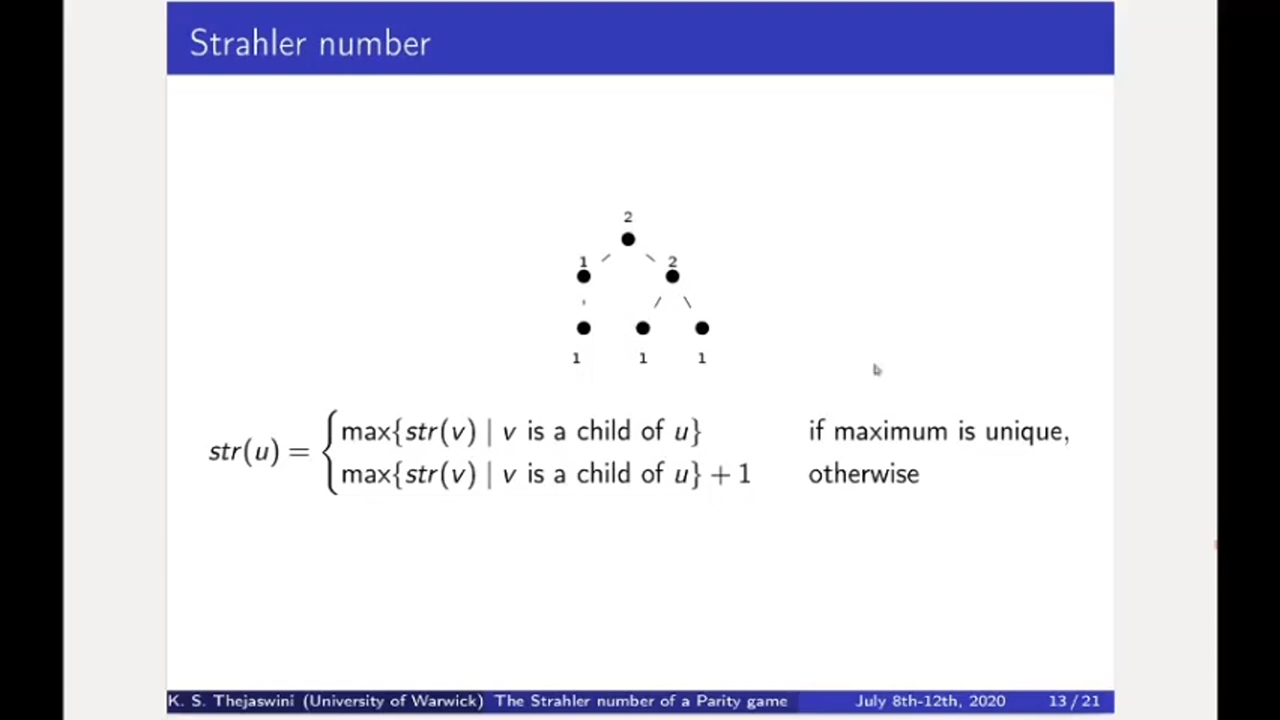 Strahler number
2
1 2
1 1 1
str(u) = { max{str(v) | v is a child of u} if maximum is unique,
max{str(v) | v is a child of u} + 1 otherwise
K. S. Thejaswini (University of Warwick) The Strahler number of a Parity game July 8th-12th, 2020 13 / 21